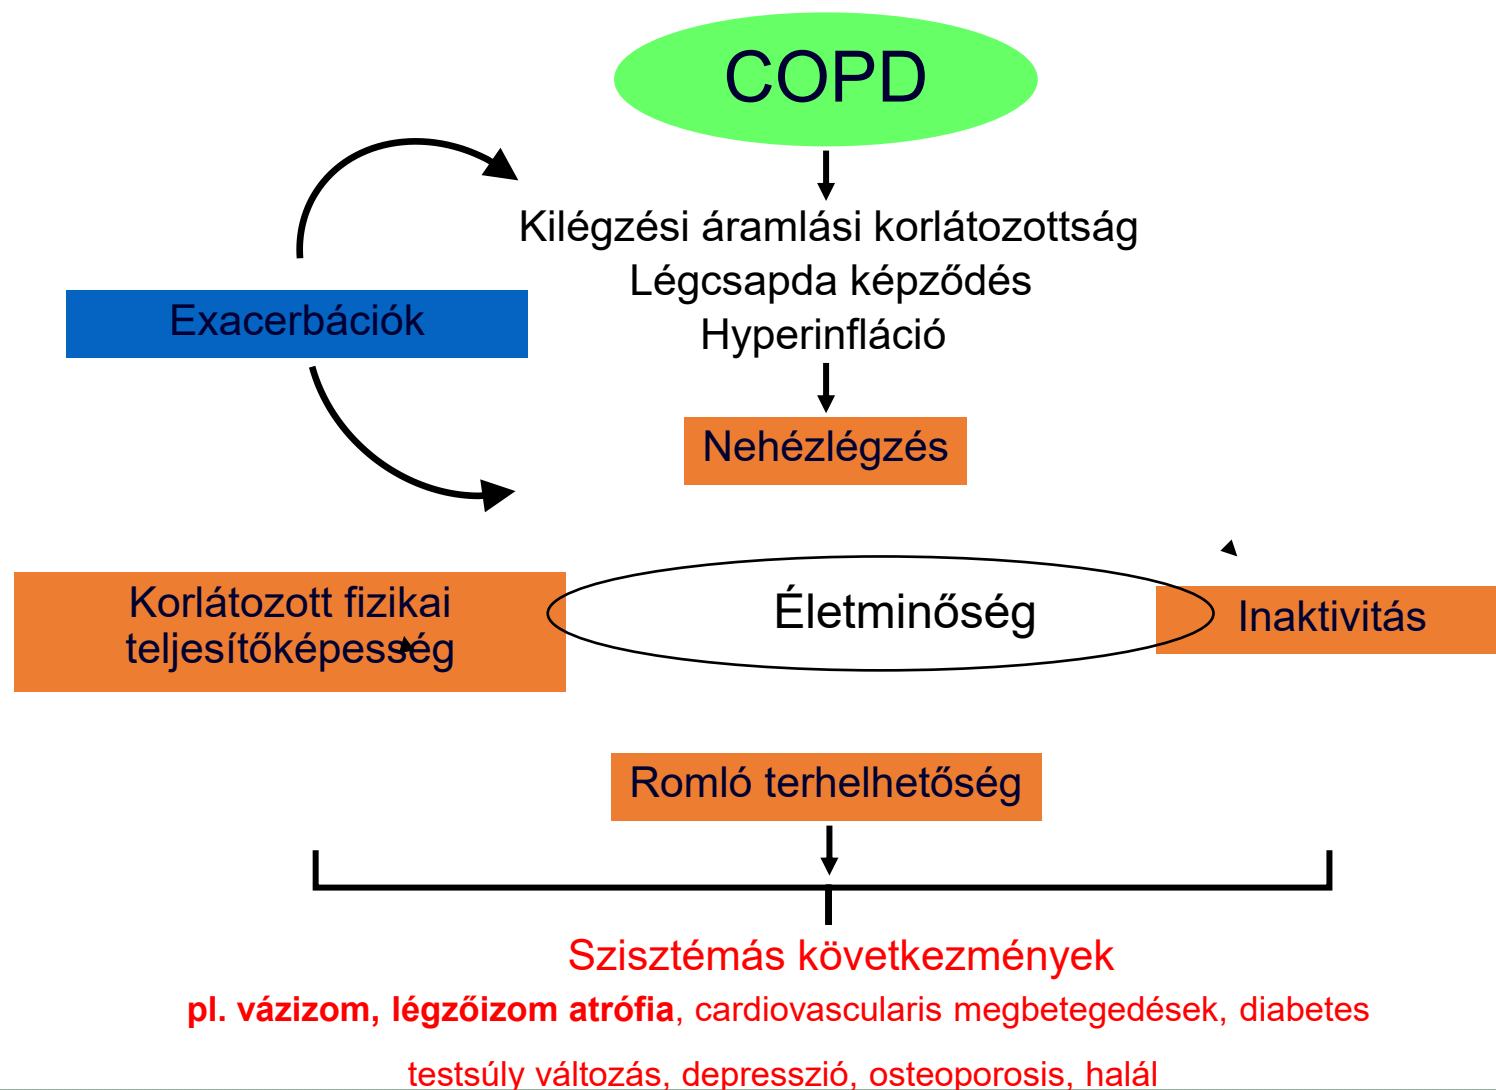 COPD
Kilégzési áramlási korlátozottság
Légcsapda képződés
Hyperinfláció
Exacerbációk
Nehézlégzés
Korlátozott fizikai
teljesítőképesség
Életminőség
Inaktivitás
Romló terhelhetőség
Szisztémás következmények
pl. vázizom, légzőizom atrófia, cardiovascularis megbetegedések, diabetes
testsúly változás, depresszió, osteoporosis, halál